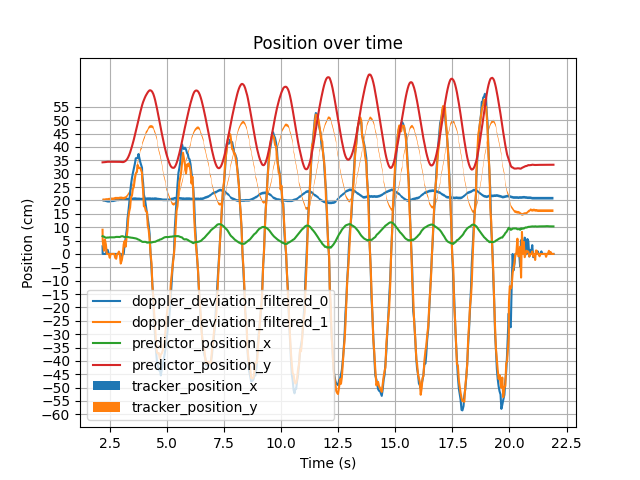 Position over time
Position (cm)
55
50
45
40
35
30
25
20
15
10
5
0
−5
−10
−15
−20
−25
−30
−35
−40
−45
−50
−55
−60
doppler_deviation_filtered_0
doppler_deviation_filtered_1
predictor_position_x
predictor_position_y
tracker_position_x
tracker_position_y
2.5 5.0 7.5 10.0 12.5 15.0 17.5 20.0 22.5
Time (s)